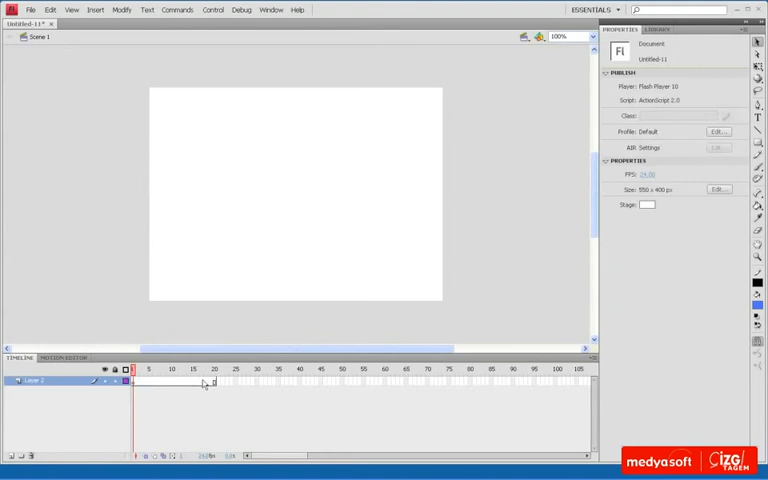 Fl File Edit View Insert Modify Text Commands Control Debug Window Help ESSENTIALS
Untitled-11*
Scene 1 100%
PROPERTIES LIBRARY
Fl Document
Untitled-11
PUBLISH
Player: Flash Player 10
Script: ActionScript 2.0
Class:
Profile: Default Edit...
AIR Settings Edit...
PROPERTIES
FPS: 24.00
Size: 550 x 400 px Edit...
Stage:
TIMELINE MOTION EDITOR
1 5 10 15 20 25 30 35 40 45 50 55 60 65 70 75 80 85 90 95 100 105
Layer 2
medyasoft ÇİZGİ TAGEM